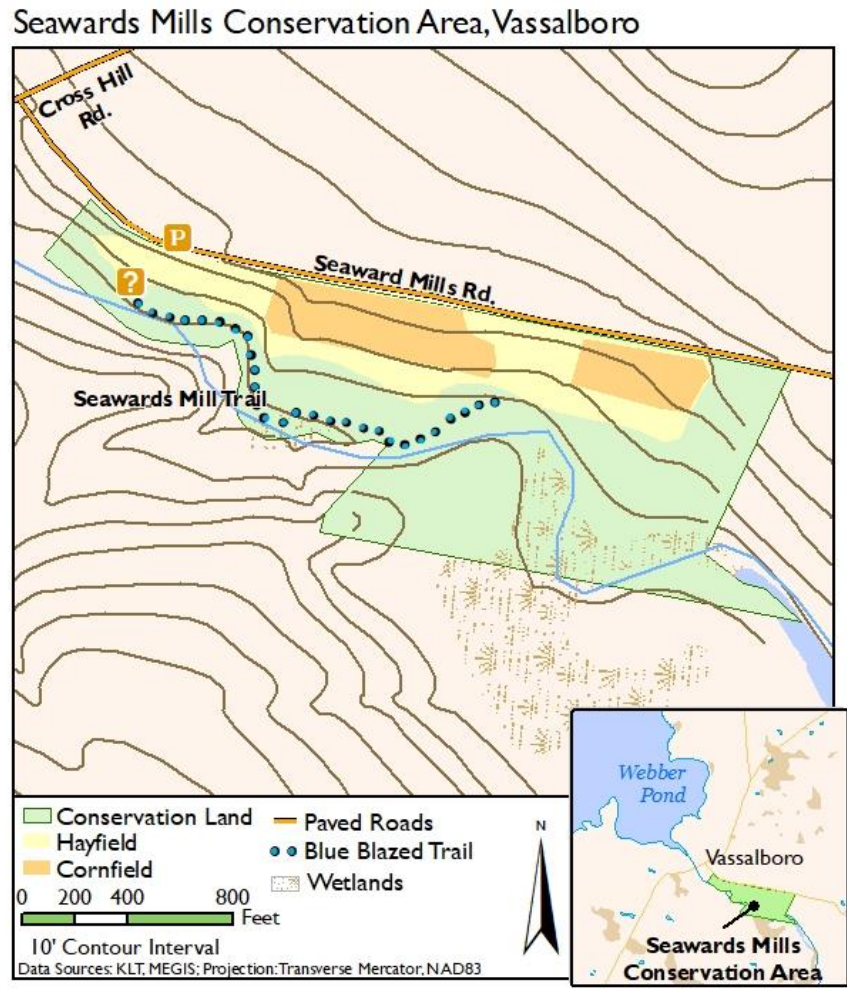 Seawards Mills Conservation Area, Vassalboro
Cross Hill
Rd.
P
Seaward Mills Rd.
?
Seawards Mill Trail
Conservation Land
Hayfield
Cornfield
Paved Roads
Blue Blazed Trail
Wetlands
0 200 400 800
Feet
10' Contour Interval
Data Sources: KLT, MEGIS; Projection: Transverse Mercator, NAD83
N
Webber
Pond
Vassalboro
Seawards Mills
Conservation Area